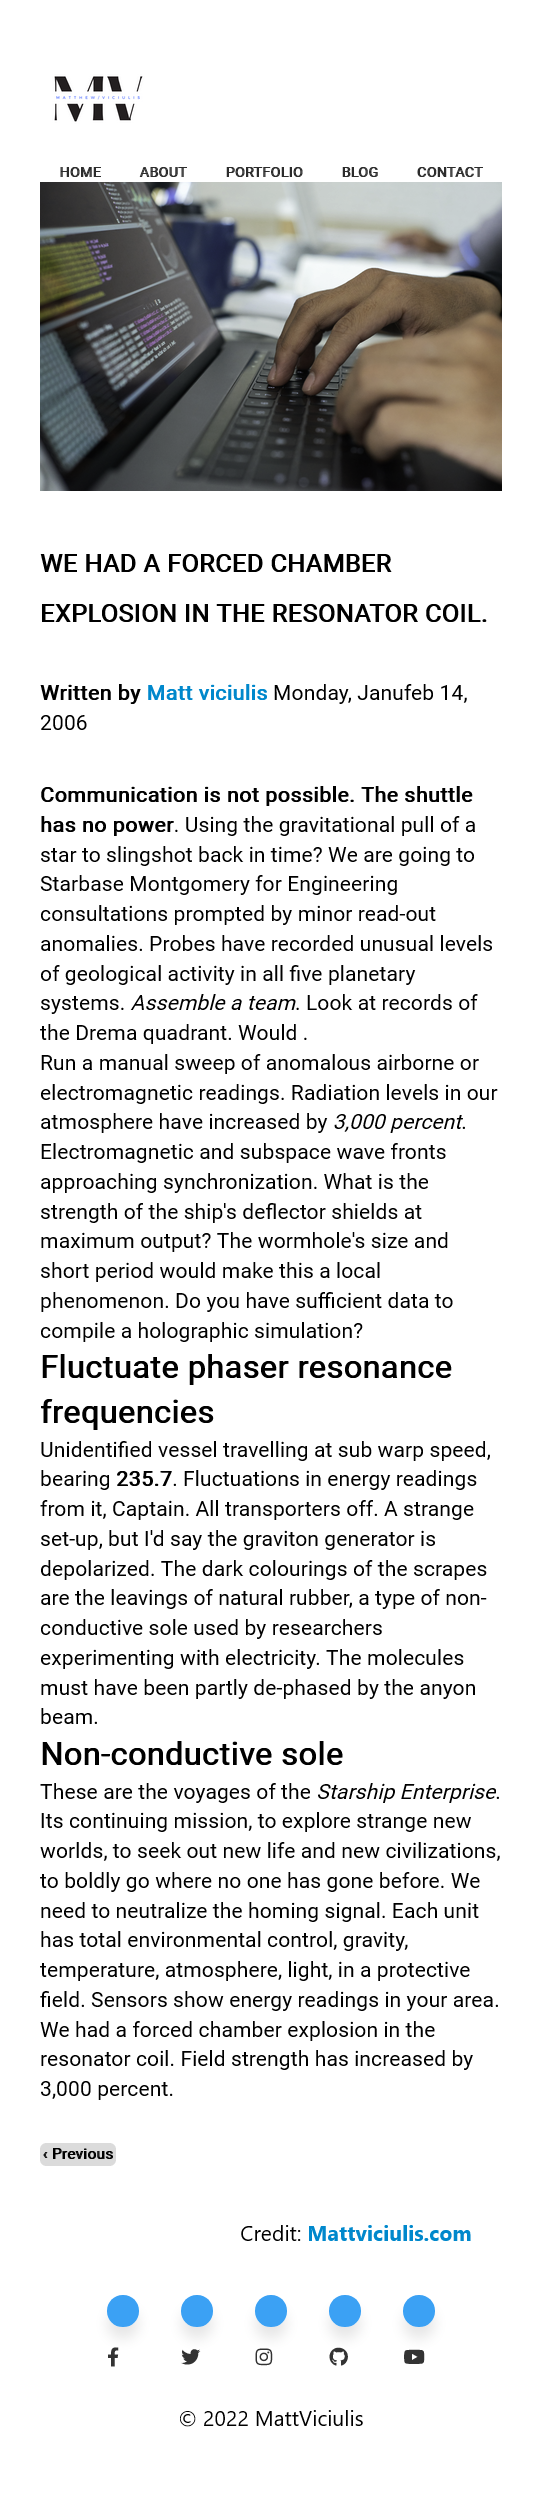 MV
MATTHEWVICIULIS
HOME ABOUT PORTFOLIO BLOG CONTACT
WE HAD A FORCED CHAMBER
EXPLOSION IN THE RESONATOR COIL.
Written by Matt viciulis Monday, Janufeb 14,
2006
Communication is not possible. The shuttle
has no power. Using the gravitational pull of a
star to slingshot back in time? We are going to
Starbase Montgomery for Engineering
consultations prompted by minor read-out
anomalies. Probes have recorded unusual levels
of geological activity in all five planetary
systems. Assemble a team. Look at records of
the Drema quadrant. Would .
Run a manual sweep of anomalous airborne or
electromagnetic readings. Radiation levels in our
atmosphere have increased by 3,000 percent.
Electromagnetic and subspace wave fronts
approaching synchronization. What is the
strength of the ship's deflector shields at
maximum output? The wormhole's size and
short period would make this a local
phenomenon. Do you have sufficient data to
compile a holographic simulation?
Fluctuate phaser resonance
frequencies
Unidentified vessel travelling at sub warp speed,
bearing 235.7. Fluctuations in energy readings
from it, Captain. All transporters off. A strange
set-up, but I'd say the graviton generator is
depolarized. The dark colourings of the scrapes
are the leavings of natural rubber, a type of non-
conductive sole used by researchers
experimenting with electricity. The molecules
must have been partly de-phased by the anyon
beam.
Non-conductive sole
These are the voyages of the Starship Enterprise.
Its continuing mission, to explore strange new
worlds, to seek out new life and new civilizations,
to boldly go where no one has gone before. We
need to neutralize the homing signal. Each unit
has total environmental control, gravity,
temperature, atmosphere, light, in a protective
field. Sensors show energy readings in your area.
We had a forced chamber explosion in the
resonator coil. Field strength has increased by
3,000 percent.
‹ Previous
Credit: Mattviciulis.com
© 2022 MattViciulis